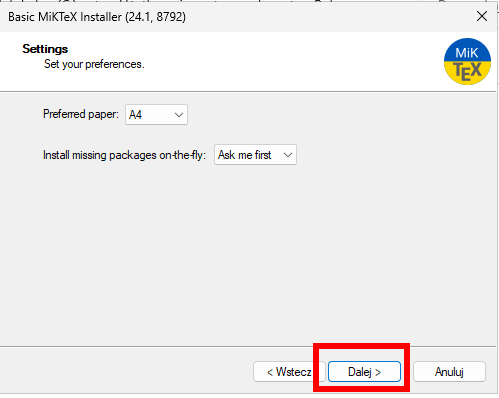 Basic MiKTeX Installer (24.1, 8792)
Settings
Set your preferences.
MiK
TEX
Preferred paper: A4
Install missing packages on-the-fly: Ask me first
< Wstecz
Dalej >
Anuluj